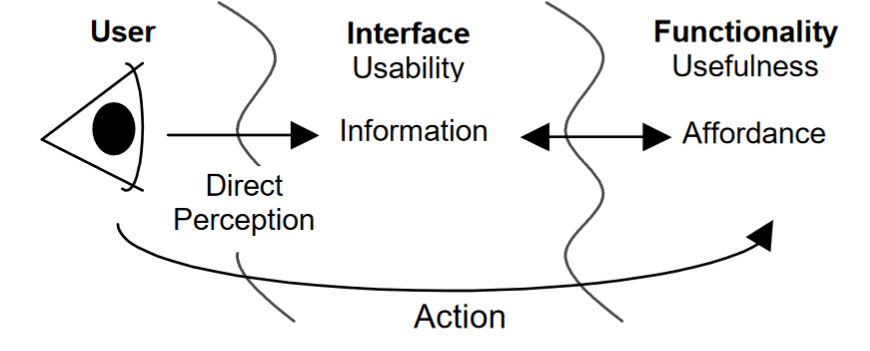 User
Interface
Usability
Functionality
Usefulness
Information
Affordance
Direct
Perception
Action